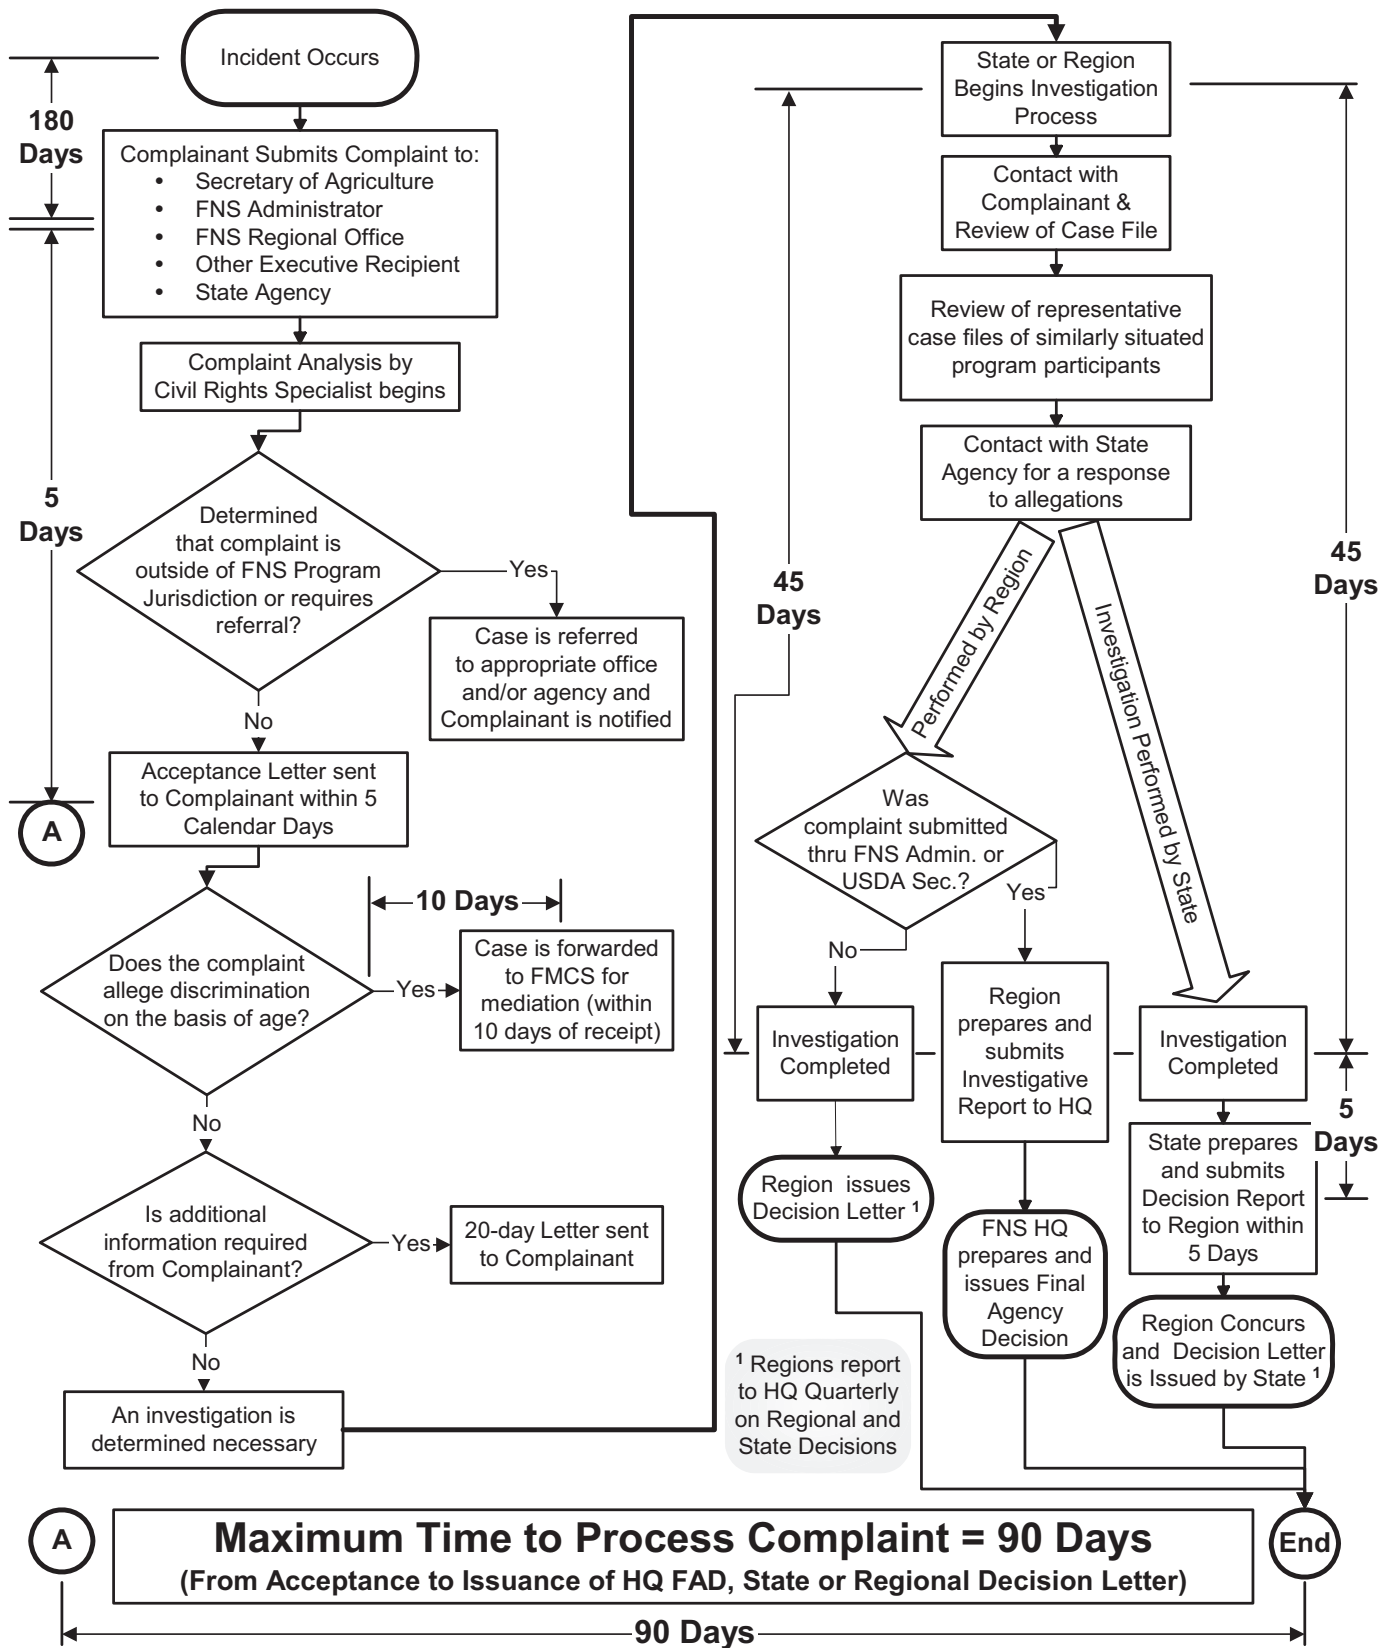 Incident Occurs
180
Days
Complainant Submits Complaint to:
• Secretary of Agriculture
• FNS Administrator
• FNS Regional Office
• Other Executive Recipient
• State Agency
Complaint Analysis by
Civil Rights Specialist begins
5
Days
Determined
that complaint is
outside of FNS Program
Jurisdiction or requires
referral?
Yes
Case is referred
to appropriate office
and/or agency and
Complainant is notified
No
Acceptance Letter sent
to Complainant within 5
Calendar Days
A
10 Days
Does the complaint
allege discrimination
on the basis of age?
Yes
Case is forwarded
to FMCS for
mediation (within
10 days of receipt)
No
Is additional
information required
from Complainant?
Yes
20-day Letter sent
to Complainant
No
An investigation is
determined necessary
State or Region
Begins Investigation
Process
Contact with
Complainant &
Review of Case File
Review of representative
case files of similarly situated
program participants
Contact with State
Agency for a response
to allegations
45
Days
45
Days
Performed by Region
Investigation Performed by State
Was
complaint submitted
thru FNS Admin. or
USDA Sec.?
Yes
No
Investigation
Completed
Region
prepares and
submits
Investigative
Report to HQ
Investigation
Completed
5
Days
Region issues
Decision Letter ¹
FNS HQ
prepares and
issues Final
Agency
Decision
State prepares
and submits
Decision Report
to Region within
5 Days
Region Concurs
and Decision Letter
is Issued by State ¹
¹ Regions report
to HQ Quarterly
on Regional and
State Decisions
A
Maximum Time to Process Complaint = 90 Days
(From Acceptance to Issuance of HQ FAD, State or Regional Decision Letter)
End
90 Days